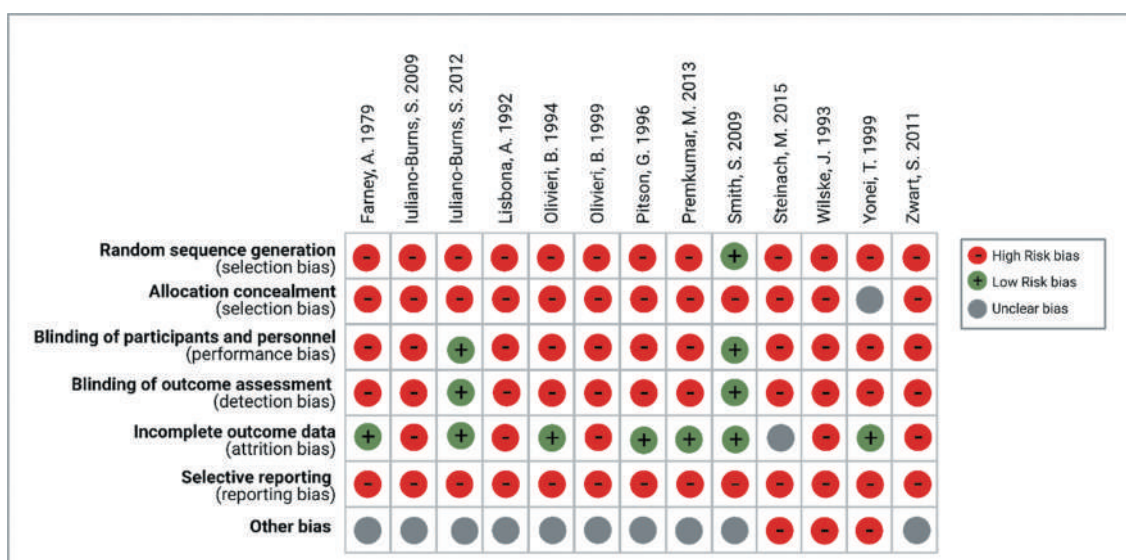 Farney, A. 1979
Iuliano-Burns, S. 2009
Iuliano-Burns, S. 2012
Lisbona, A. 1992
Olivieri, B. 1994
Olivieri, B. 1999
Pitson, G. 1996
Premkumar, M. 2013
Smith, S. 2009
Steinach, M. 2015
Wilske, J. 1993
Yonei, T. 1999
Zwart, S. 2011
Random sequence generation
(selection bias)
- - - - - - - - + - - - -
Allocation concealment
(selection bias)
- - - - - - - - - - - -
Blinding of participants and personnel
(performance bias)
- - + - - - - - + - - - -
Blinding of outcome assessment
(detection bias)
- - + - - - - - + - - - -
Incomplete outcome data
(attrition bias)
+ - + - + - + + + - + -
Selective reporting
(reporting bias)
- - - - - - - - - - - - -
Other bias
- - -
- High Risk bias
+ Low Risk bias
Unclear bias